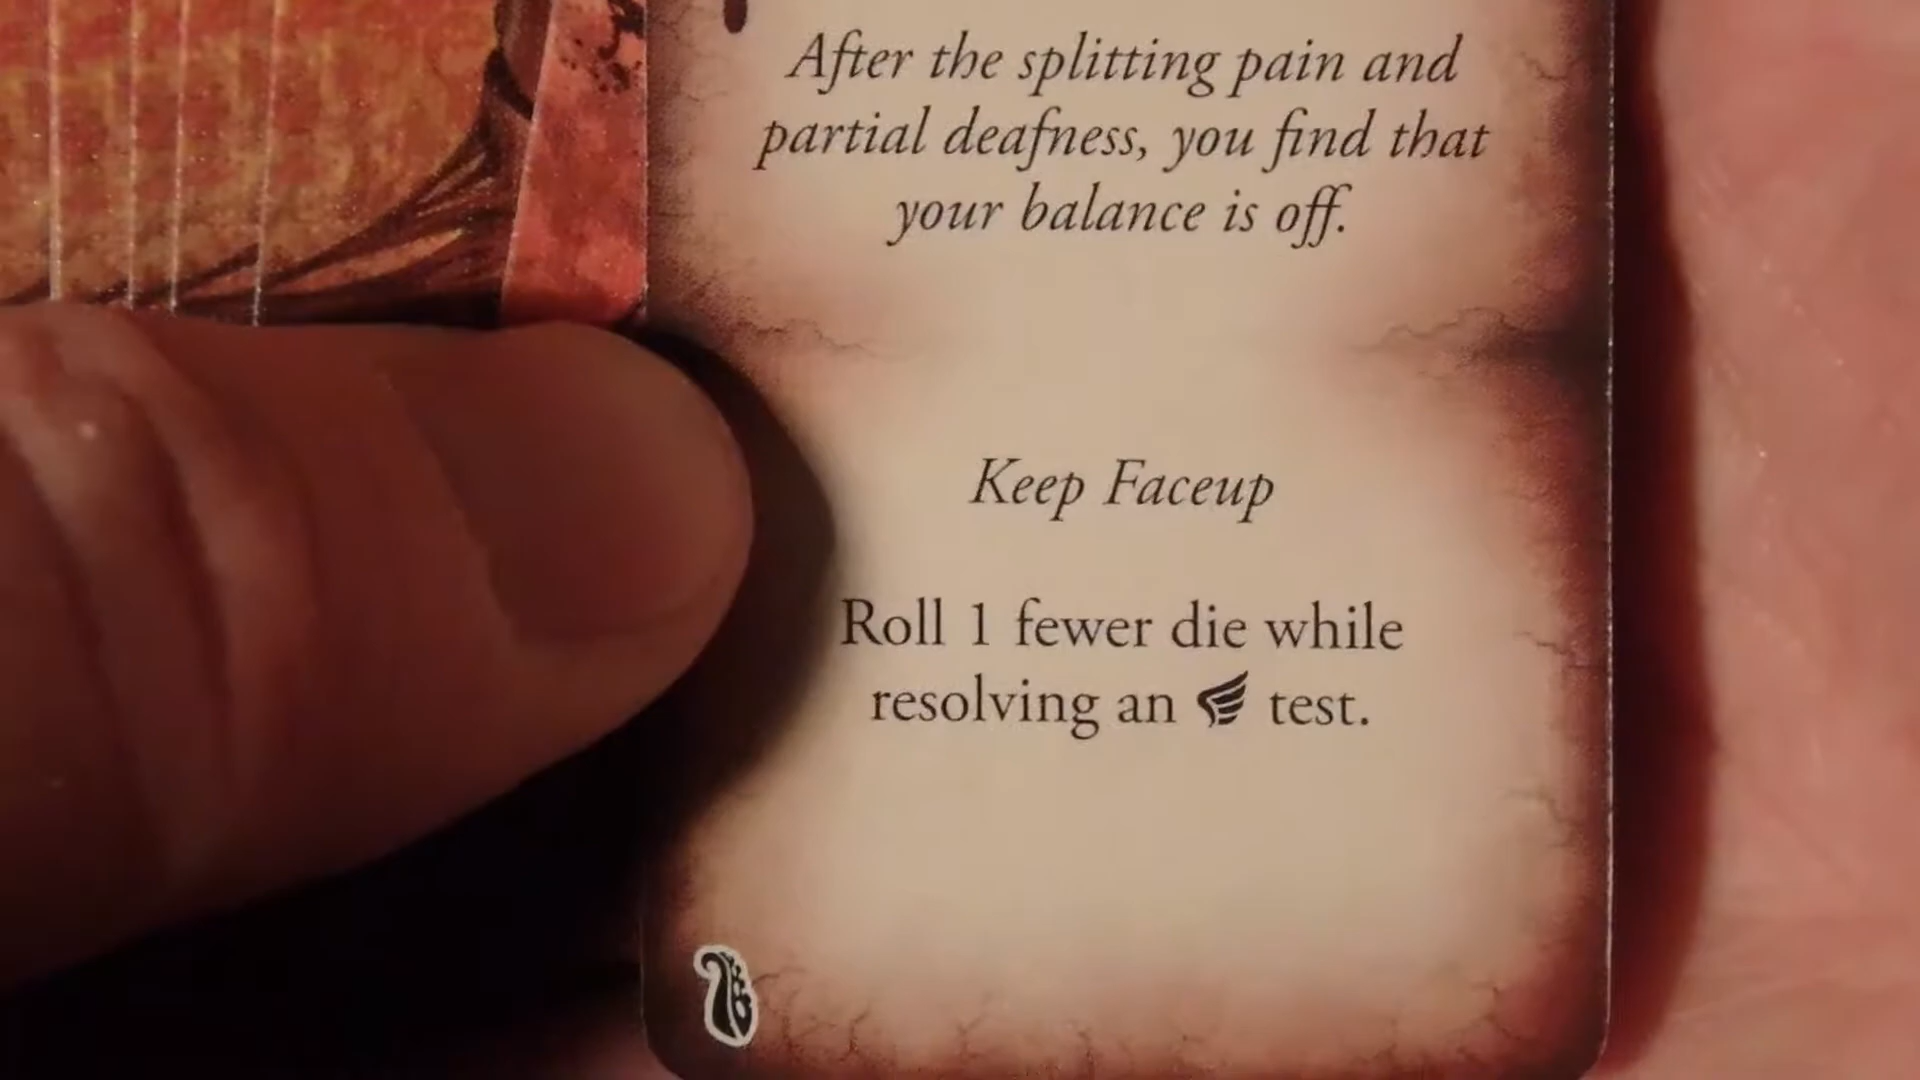 After the splitting pain and
partial deafness, you find that
your balance is off.
Keep Faceup
Roll 1 fewer die while
resolving an test.